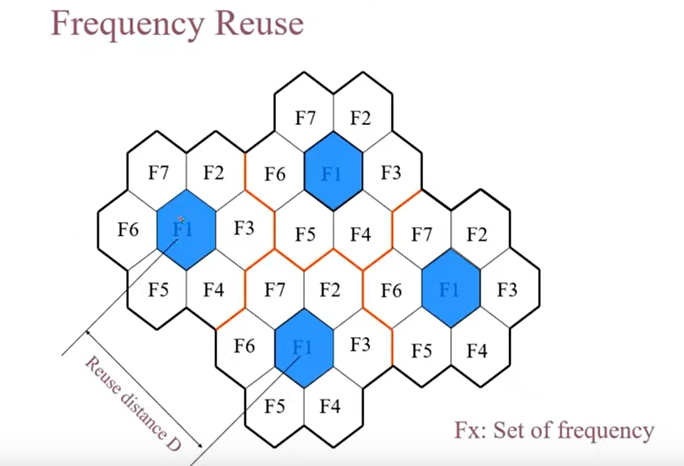 Frequency Reuse
F7 F2
F7 F2 F6 F1 F3
F6 F1 F3 F5 F4 F7 F2
F5 F4 F7 F2 F6 F1 F3
F6 F1 F3 F5 F4
F5 F4
Reuse distance D
Fx: Set of frequency